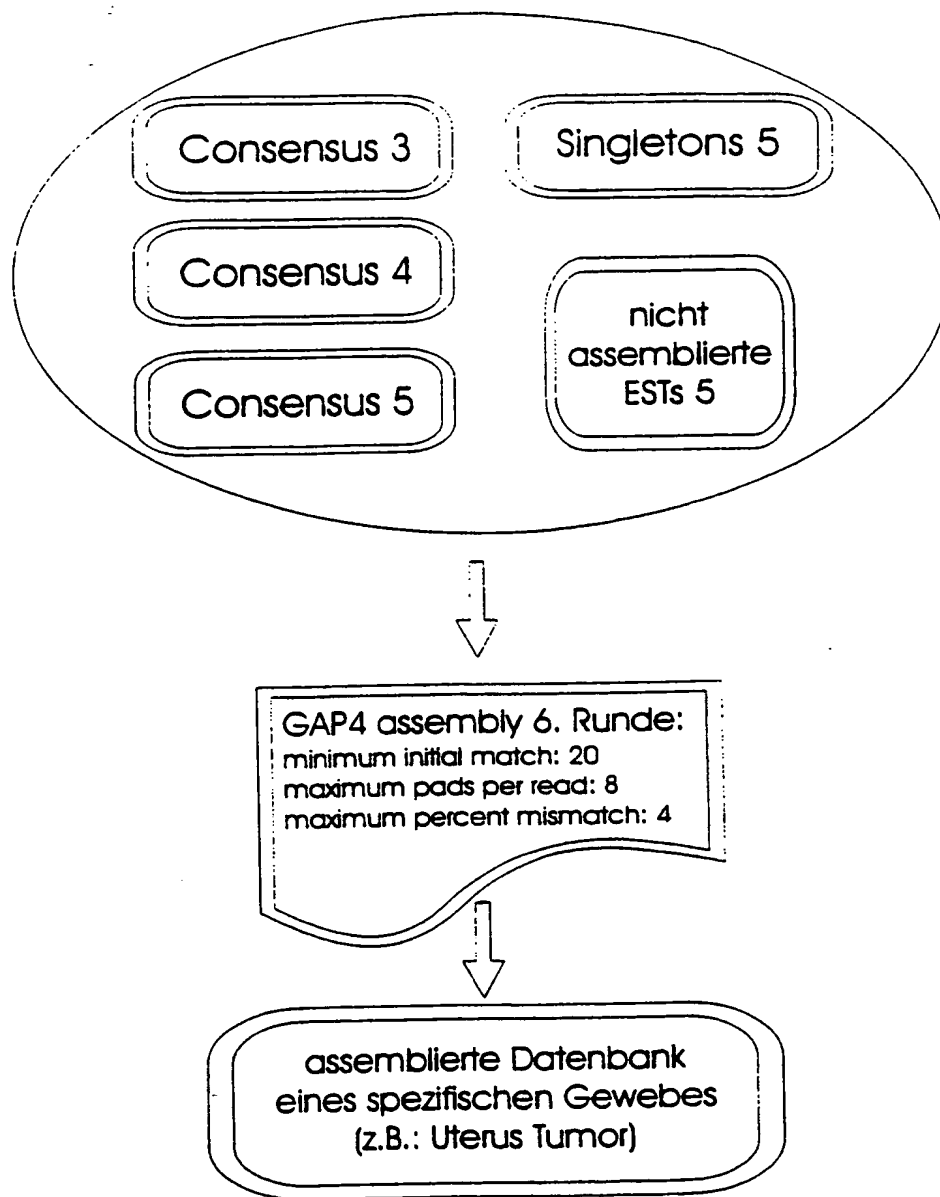 Consensus 3
Singletons 5
Consensus 4
nicht
assemblierte
ESTs 5
Consensus 5
GAP4 assembly 6. Runde:
minimum initial match: 20
maximum pads per read: 8
maximum percent mismatch: 4
assemblierte Datenbank
eines spezifischen Gewebes
(z.B.: Uterus Tumor)